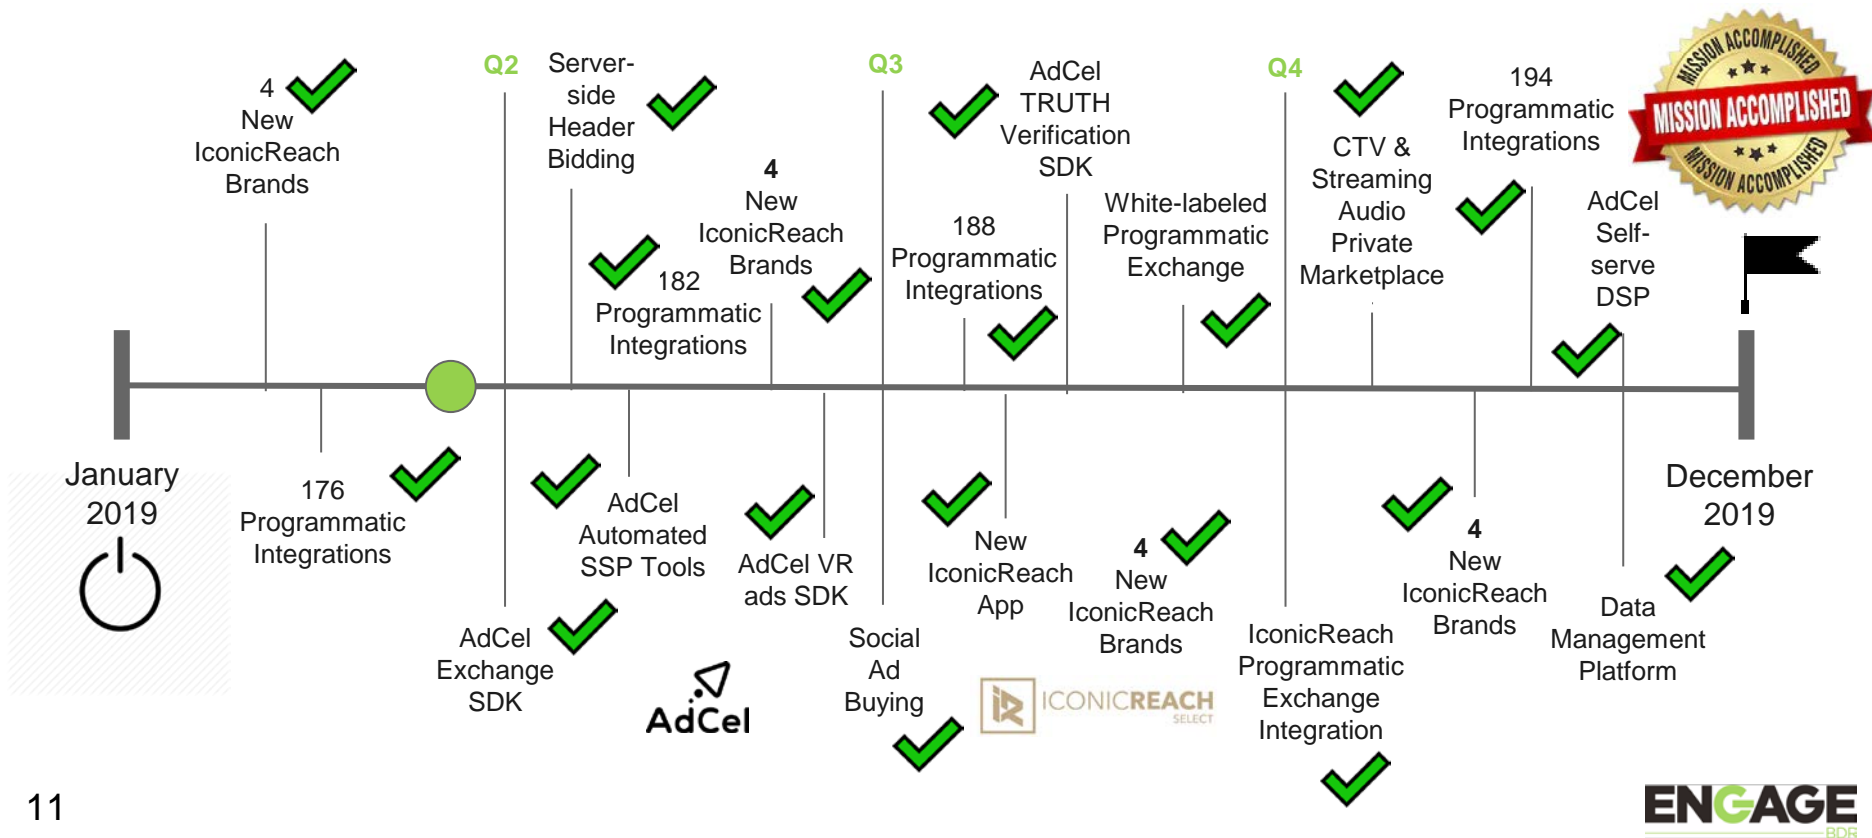 4
New
IconicReach
Brands
Q2
Server-
side
Header
Bidding
182
Programmatic
Integrations
4
New
IconicReach
Brands
Q3
188
Programmatic
Integrations
AdCel
TRUTH
Verification
SDK
White-labeled
Programmatic
Exchange
Q4
CTV &
Streaming
Audio
Private
Marketplace
194
Programmatic
Integrations
AdCel
Self-
serve
DSP
MISSION ACCOMPLISHED
MISSION ACCOMPLISHED
MISSION ACCOMPLISHED
January
2019
176
Programmatic
Integrations
AdCel
Exchange
SDK
AdCel
Automated
SSP Tools
AdCel VR
ads SDK
Social
Ad
Buying
New
IconicReach
App
4
New
IconicReach
Brands
IconicReach
Programmatic
Exchange
Integration
4
New
IconicReach
Brands
Data
Management
Platform
December
2019
AdCel
IR
ICONICREACH
SELECT
11
ENGAGE
BDR